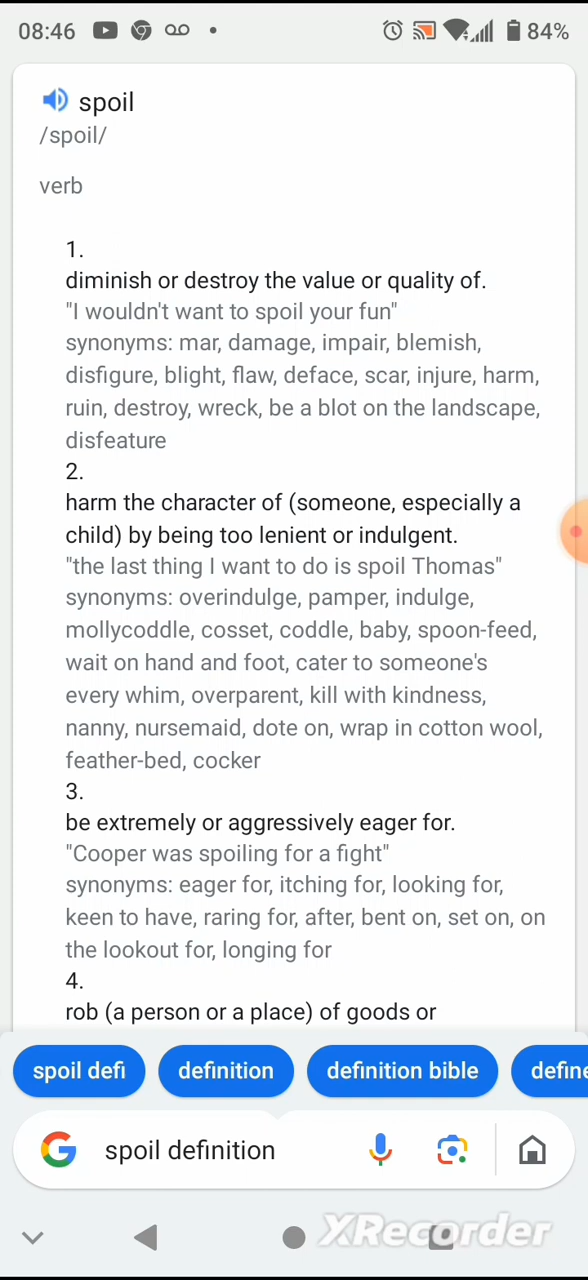 08:46
84%
spoil
/spoil/
verb
1.
diminish or destroy the value or quality of.
"I wouldn't want to spoil your fun"
synonyms: mar, damage, impair, blemish,
disfigure, blight, flaw, deface, scar, injure, harm,
ruin, destroy, wreck, be a blot on the landscape,
disfeature
2.
harm the character of (someone, especially a
child) by being too lenient or indulgent.
"the last thing I want to do is spoil Thomas"
synonyms: overindulge, pamper, indulge,
mollycoddle, cosset, coddle, baby, spoon-feed,
wait on hand and foot, cater to someone's
every whim, overparent, kill with kindness,
nanny, nursemaid, dote on, wrap in cotton wool,
feather-bed, cocker
3.
be extremely or aggressively eager for.
"Cooper was spoiling for a fight"
synonyms: eager for, itching for, looking for,
keen to have, raring for, after, bent on, set on, on
the lookout for, longing for
4.
rob (a person or a place) of goods or
spoil defi definition definition bible define
spoil definition
XRecorder